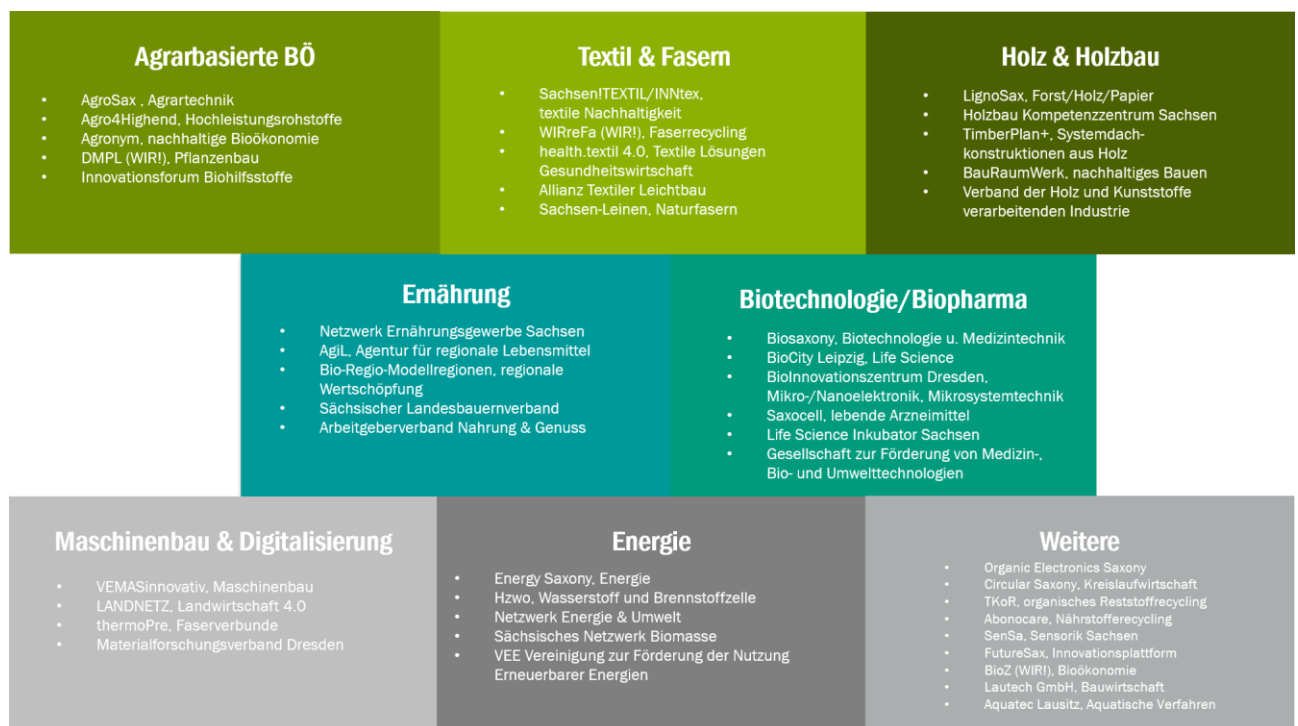 Agrarbasierte BÖ
• AgroSax , Agrartechnik
• Agro4Highend, Hochleistungsrohstoffe
• Agronym, nachhaltige Bioökonomie
• DMPL (WIR!), Pflanzenbau
• Innovationsforum Biohilfsstoffe
Textil & Fasern
• Sachsen!TEXTIL/INNtex,
textile Nachhaltigkeit
• WIRreFa (WIR!), Faserrecycling
• health.textil 4.0, Textile Lösungen
Gesundheitswirtschaft
• Allianz Textiler Leichtbau
• Sachsen-Leinen, Naturfasern
Holz & Holzbau
• LignoSax, Forst/Holz/Papier
• Holzbau Kompetenzzentrum Sachsen
• TimberPlan+, Systemdach-
konstruktionen aus Holz
• BauRaumWerk, nachhaltiges Bauen
• Verband der Holz und Kunststoffe
verarbeitenden Industrie
Ernährung
• Netzwerk Ernährungsgewerbe Sachsen
• AgiL, Agentur für regionale Lebensmittel
• Bio-Regio-Modellregionen, regionale
Wertschöpfung
• Sächsischer Landesbauernverband
• Arbeitgeberverband Nahrung & Genuss
Biotechnologie/Biopharma
• Biosaxony, Biotechnologie u. Medizintechnik
• BioCity Leipzig, Life Science
• BioInnovationszentrum Dresden,
Mikro-/Nanoelektronik, Mikrosystemtechnik
• Saxocell, lebende Arzneimittel
• Life Science Inkubator Sachsen
• Gesellschaft zur Förderung von Medizin-,
Bio- und Umwelttechnologien
Maschinenbau & Digitalisierung
• VEMASinnovativ, Maschinenbau
• LANDNETZ, Landwirtschaft 4.0
• thermoPre, Faserverbunde
• Materialforschungsverband Dresden
Energie
• Energy Saxony, Energie
• Hzwo, Wasserstoff und Brennstoffzelle
• Netzwerk Energie & Umwelt
• Sächsisches Netzwerk Biomasse
• VEE Vereinigung zur Förderung der Nutzung
Erneuerbarer Energien
Weitere
• Organic Electronics Saxony
• Circular Saxony, Kreislaufwirtschaft
• TKoR, organisches Reststoffrecycling
• Abonocare, Nährstofferecycling
• SenSa, Sensorik Sachsen
• FutureSax, Innovationsplattform
• BioZ (WIR!), Bioökonomie
• Lautech GmbH, Bauwirtschaft
• Aquatec Lausitz, Aquatische Verfahren